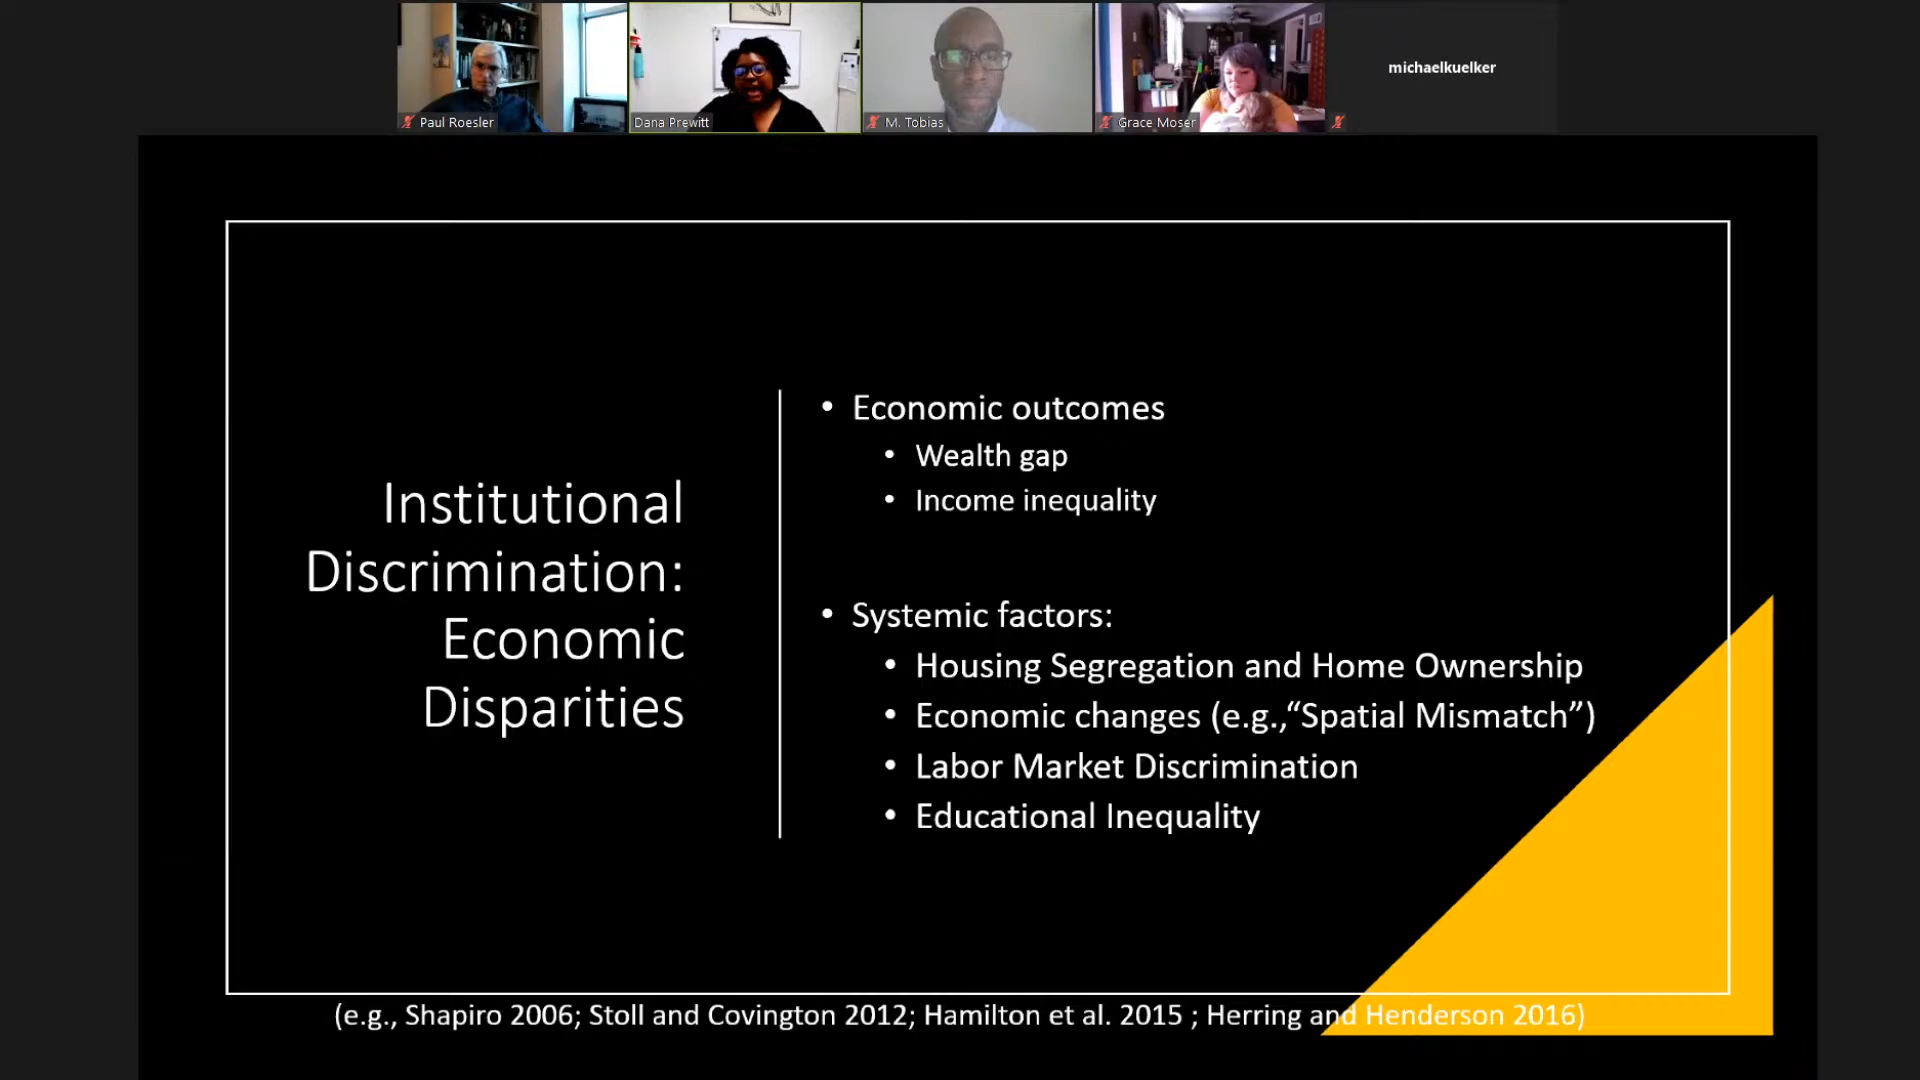 Paul Roesler
Dana Prewitt
M. Tobias
Grace Moser
michaelkuelker
Institutional
Discrimination:
Economic
Disparities
• Economic outcomes
• Wealth gap
• Income inequality
• Systemic factors:
• Housing Segregation and Home Ownership
• Economic changes (e.g.,“Spatial Mismatch”)
• Labor Market Discrimination
• Educational Inequality
(e.g., Shapiro 2006; Stoll and Covington 2012; Hamilton et al. 2015 ; Herring and Henderson 2016)